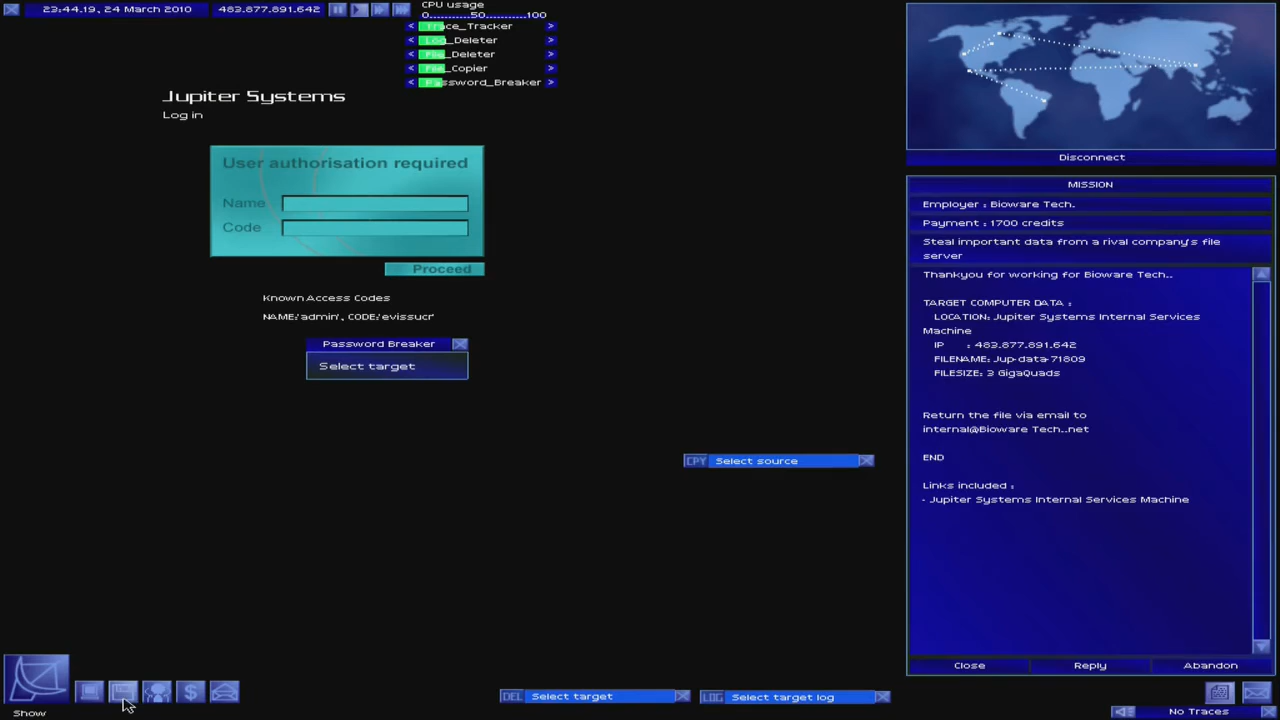 23:44.19, 24 March 2010
483.877.891.642
CPU usage
0..........50..........100
Trace_Tracker
Log_Deleter
File_Deleter
File_Copier
Password_Breaker
Jupiter Systems
Log in
User authorisation required
Name
Code
Proceed
Known Access Codes
NAME:'admin', CODE:'evissucr'
Password Breaker
Select target
CPY Select source
DEL Select target
LOG Select target log
Show
Disconnect
MISSION
Employer : Bioware Tech.
Payment : 1700 credits
Steal important data from a rival company's file
server
Thankyou for working for Bioware Tech..
TARGET COMPUTER DATA :
LOCATION: Jupiter Systems Internal Services
Machine
IP : 483.877.891.642
FILENAME: Jup-data-71809
FILESIZE: 3 GigaQuads
Return the file via email to
internal@Bioware Tech..net
END
Links included :
- Jupiter Systems Internal Services Machine
Close
Reply
Abandon
No Traces